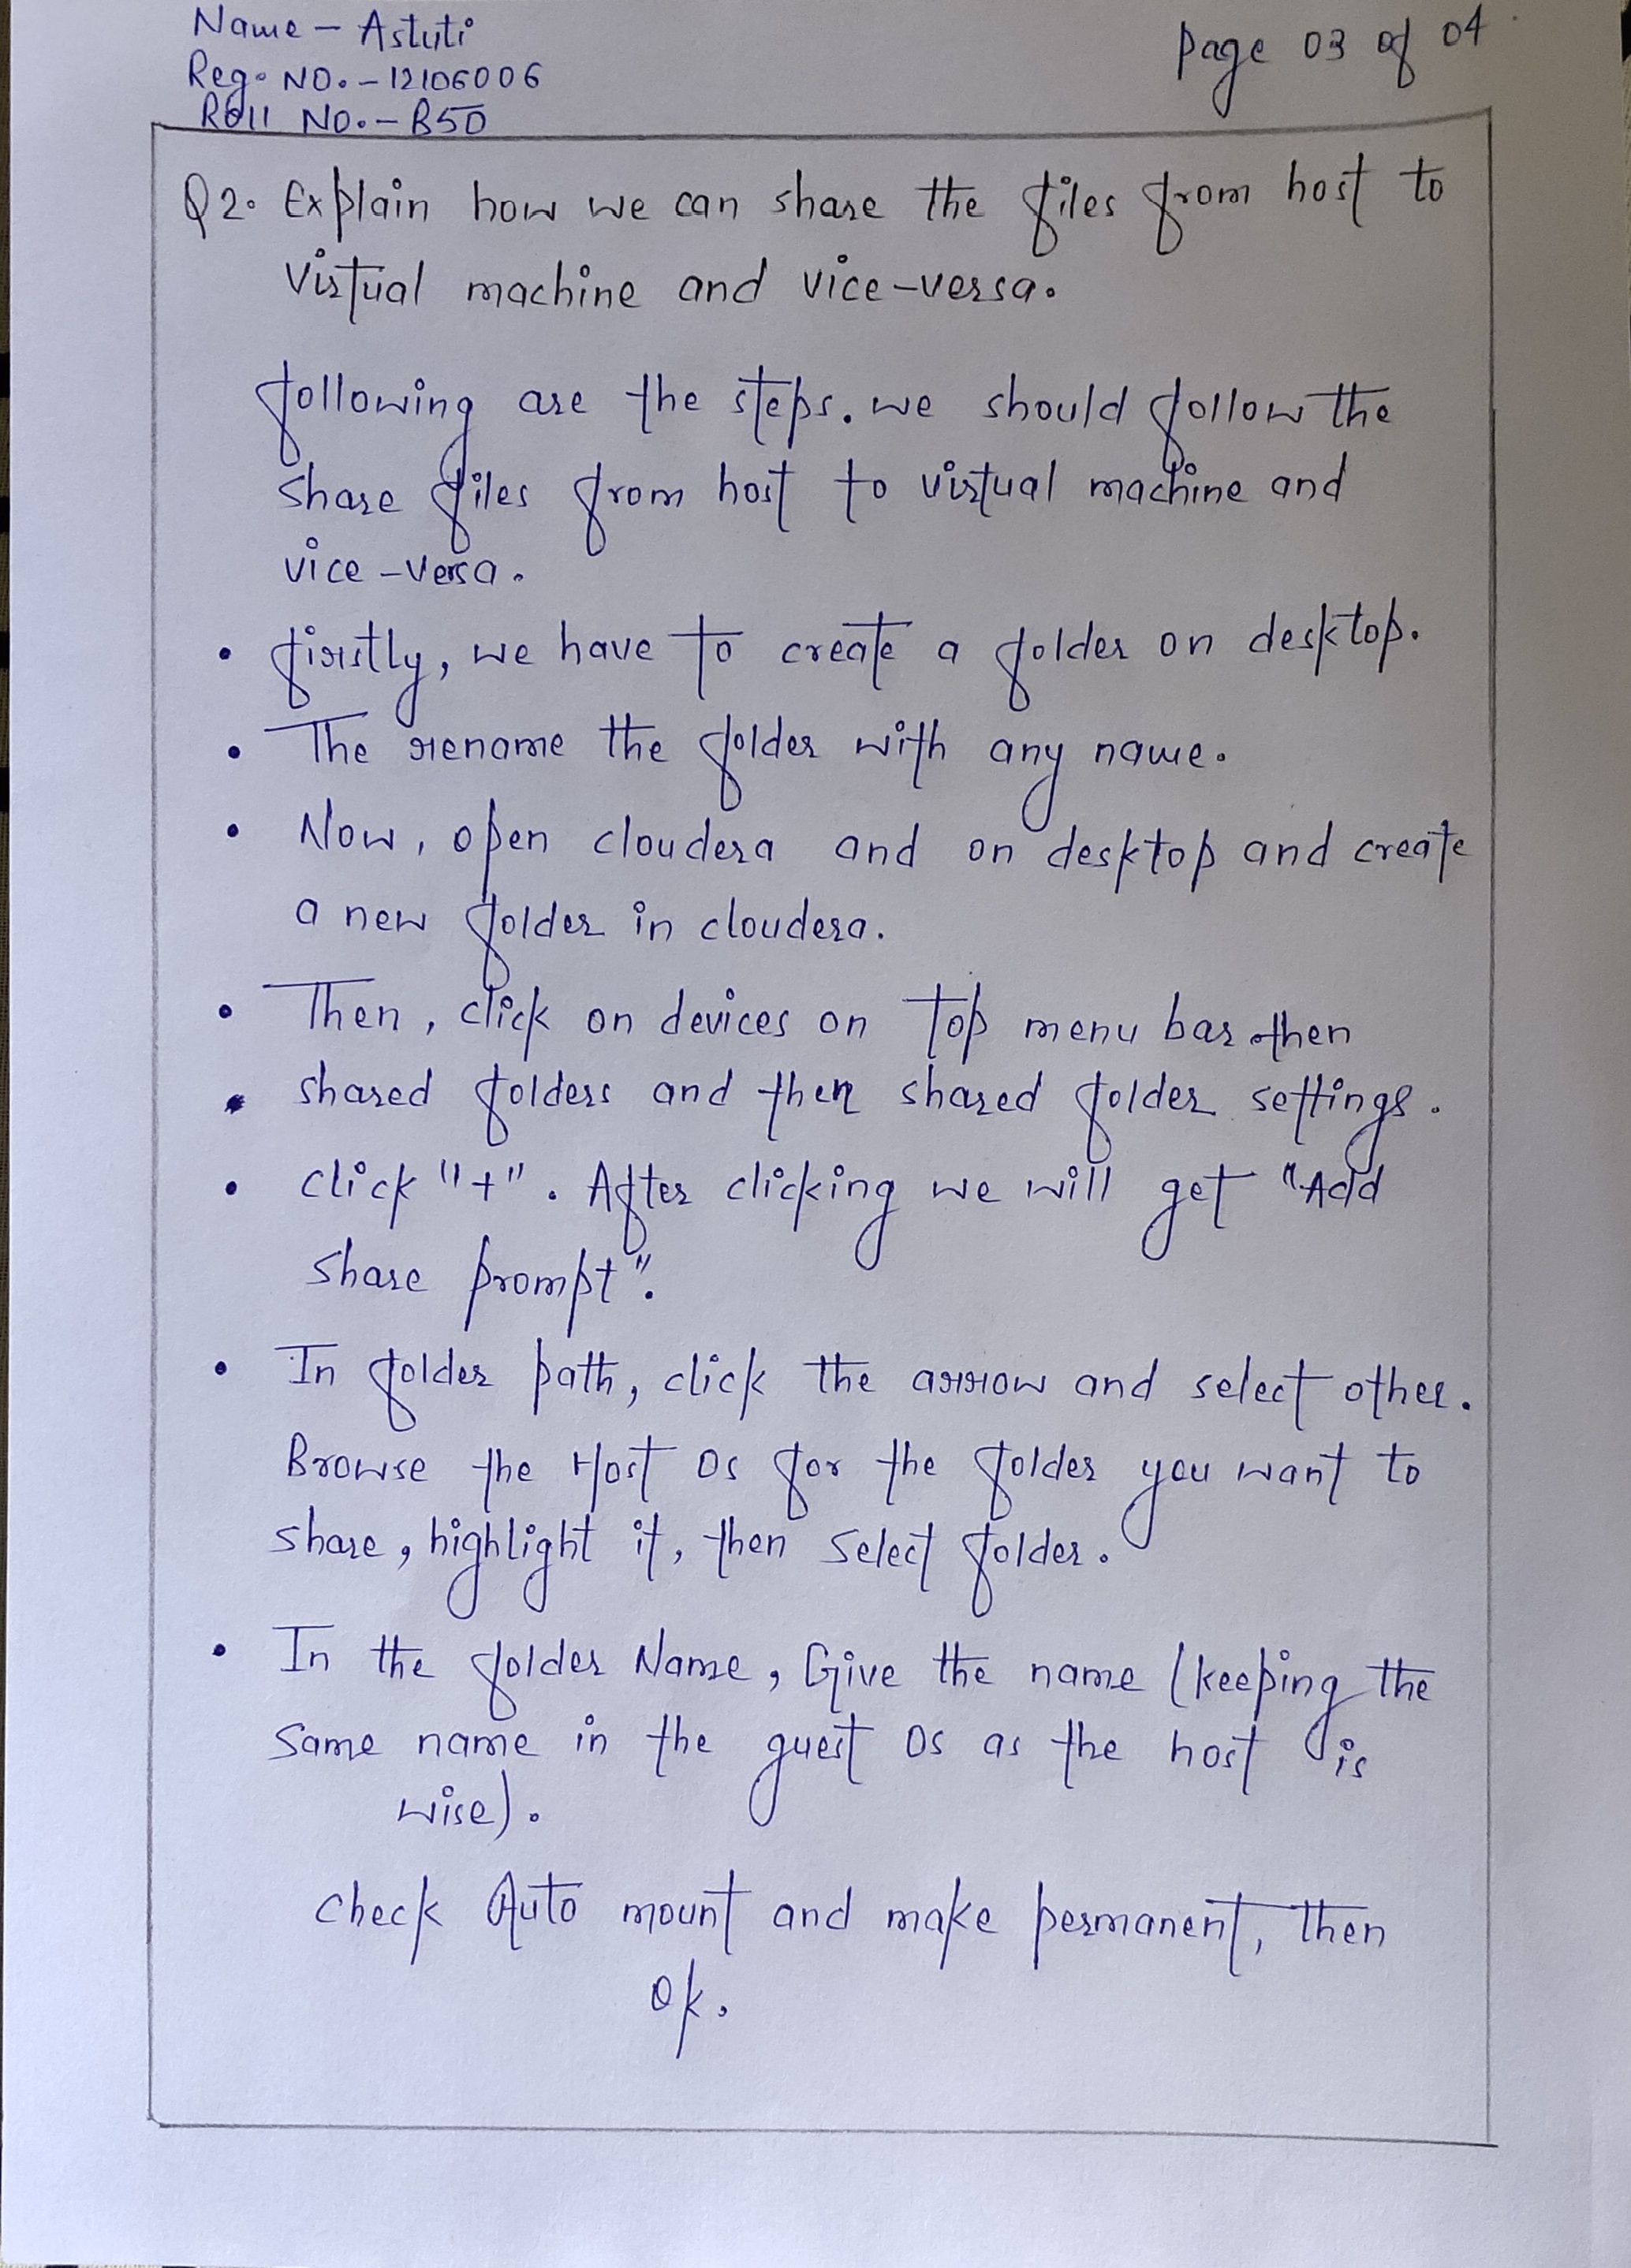 Name - Astuti
Page 03 of 04
Reg. NO. - 12106006
Roll NO. - B50
Q2. Explain how we can share the files from host to
virtual machine and vice-versa.
following are the steps. we should follow the
share files from host to virtual machine and
vice-versa.
• firstly, we have to create a folder on desktop.
• The rename the folder with any name.
• Now, open cloudera and on desktop and create
a new folder in cloudera.
• Then, click on devices on top menu bar then
• shared folders and then shared folder settings.
• click "+". After clicking we will get "Add
share prompt".
• In folder path, click the arrow and select other.
Browse the Host OS for the folder you want to
share, highlight it, then select folder.
• In the folder Name, Give the name (keeping the
same name in the guest OS as the host is
wise).
check Auto mount and make permanent, then
ok.